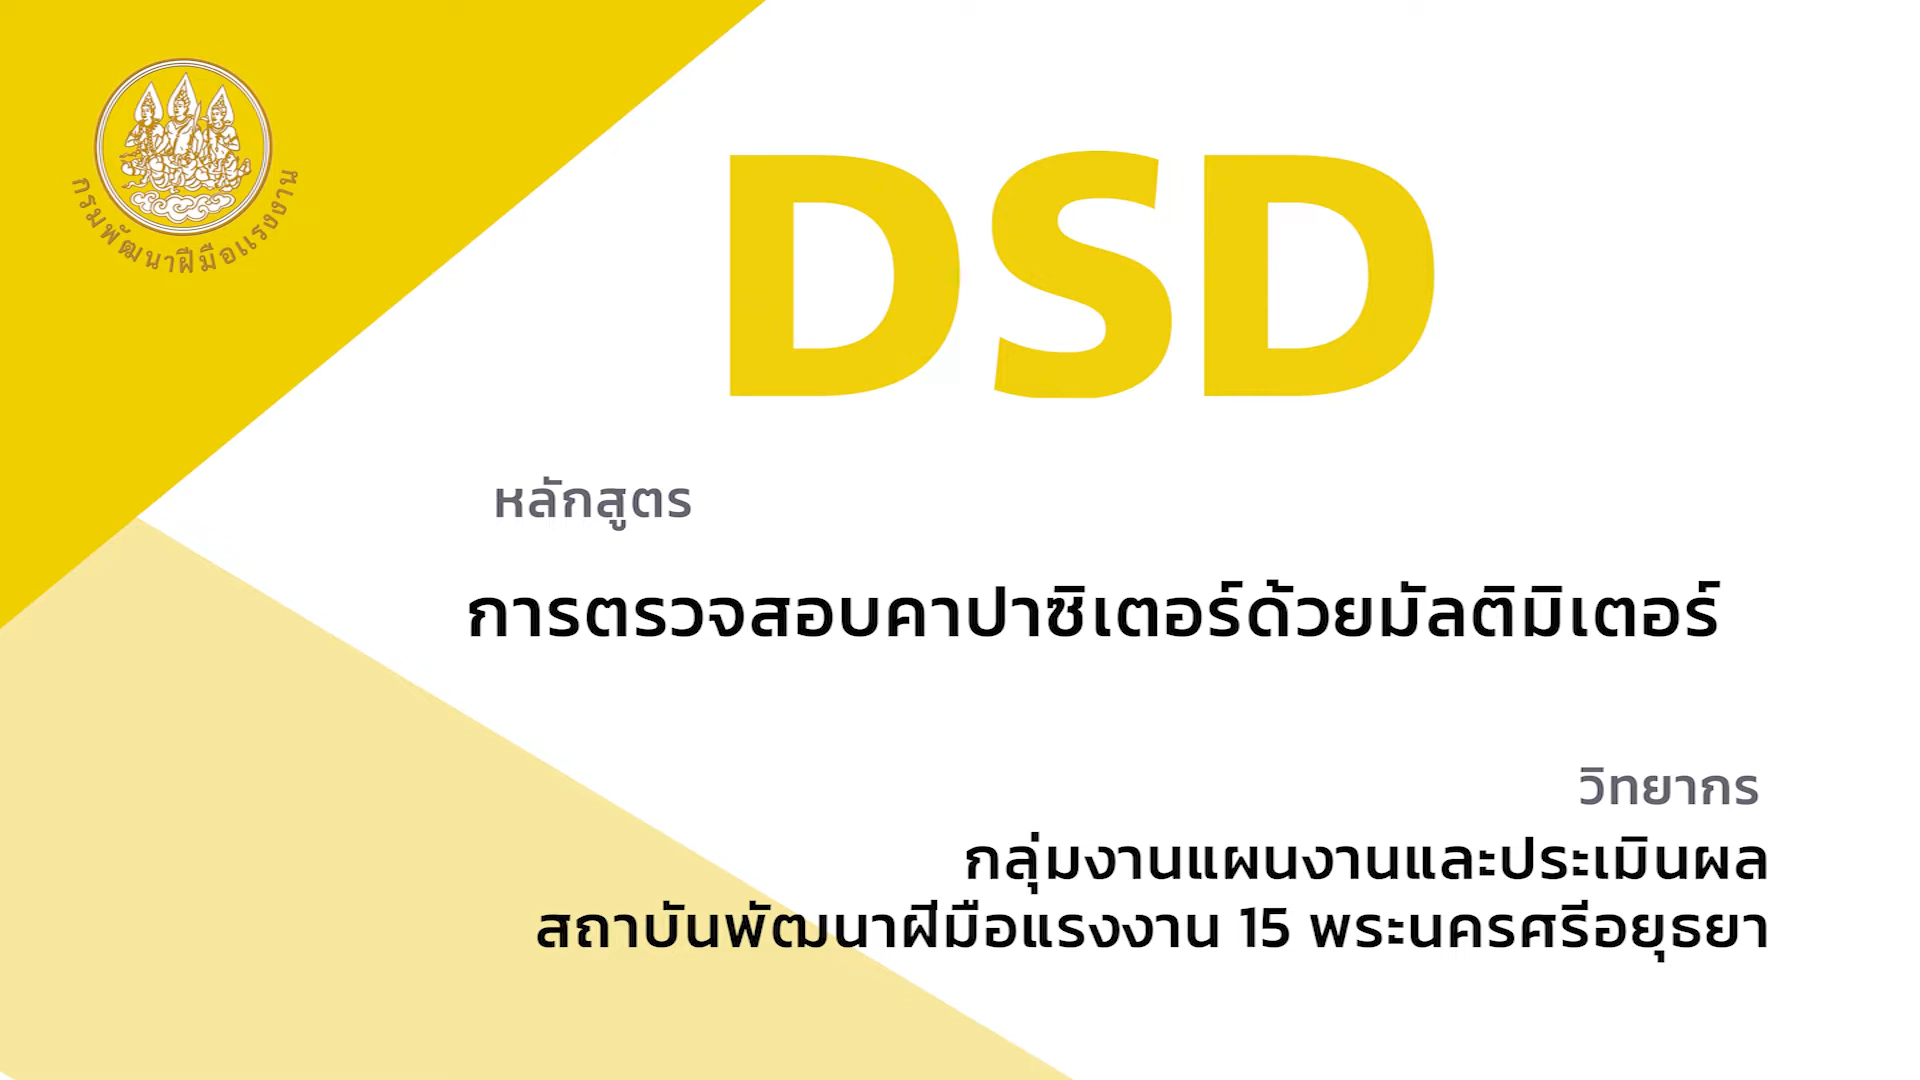 กรมพัฒนาฝีมือแรงงาน
DSD
หลักสูตร
การตรวจสอบคาปาซิเตอร์ด้วยมัลติมิเตอร์
วิทยากร
กลุ่มงานแผนงานและประเมินผล
สถาบันพัฒนาฝีมือแรงงาน 15 พระนครศรีอยุธยา